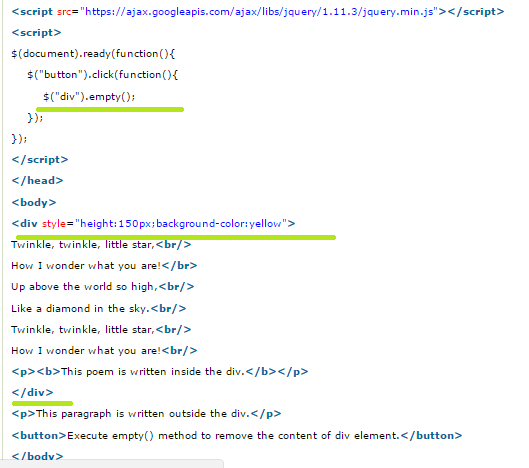 <script src="https://ajax.googleapis.com/ajax/libs/jquery/1.11.3/jquery.min.js"></script>
<script>
$(document).ready(function(){
$("button").click(function(){
$("div").empty();
});
});
</script>
</head>
<body>
<div style="height:150px;background-color:yellow">
Twinkle, twinkle, little star,<br/>
How I wonder what you are!</br>
Up above the world so high,<br/>
Like a diamond in the sky.<br/>
Twinkle, twinkle, little star,<br/>
How I wonder what you are!<br/>
<p><b>This poem is written inside the div.</b></p>
</div>
<p>This paragraph is written outside the div.</p>
<button>Execute empty() method to remove the content of div element.</button>
</body>